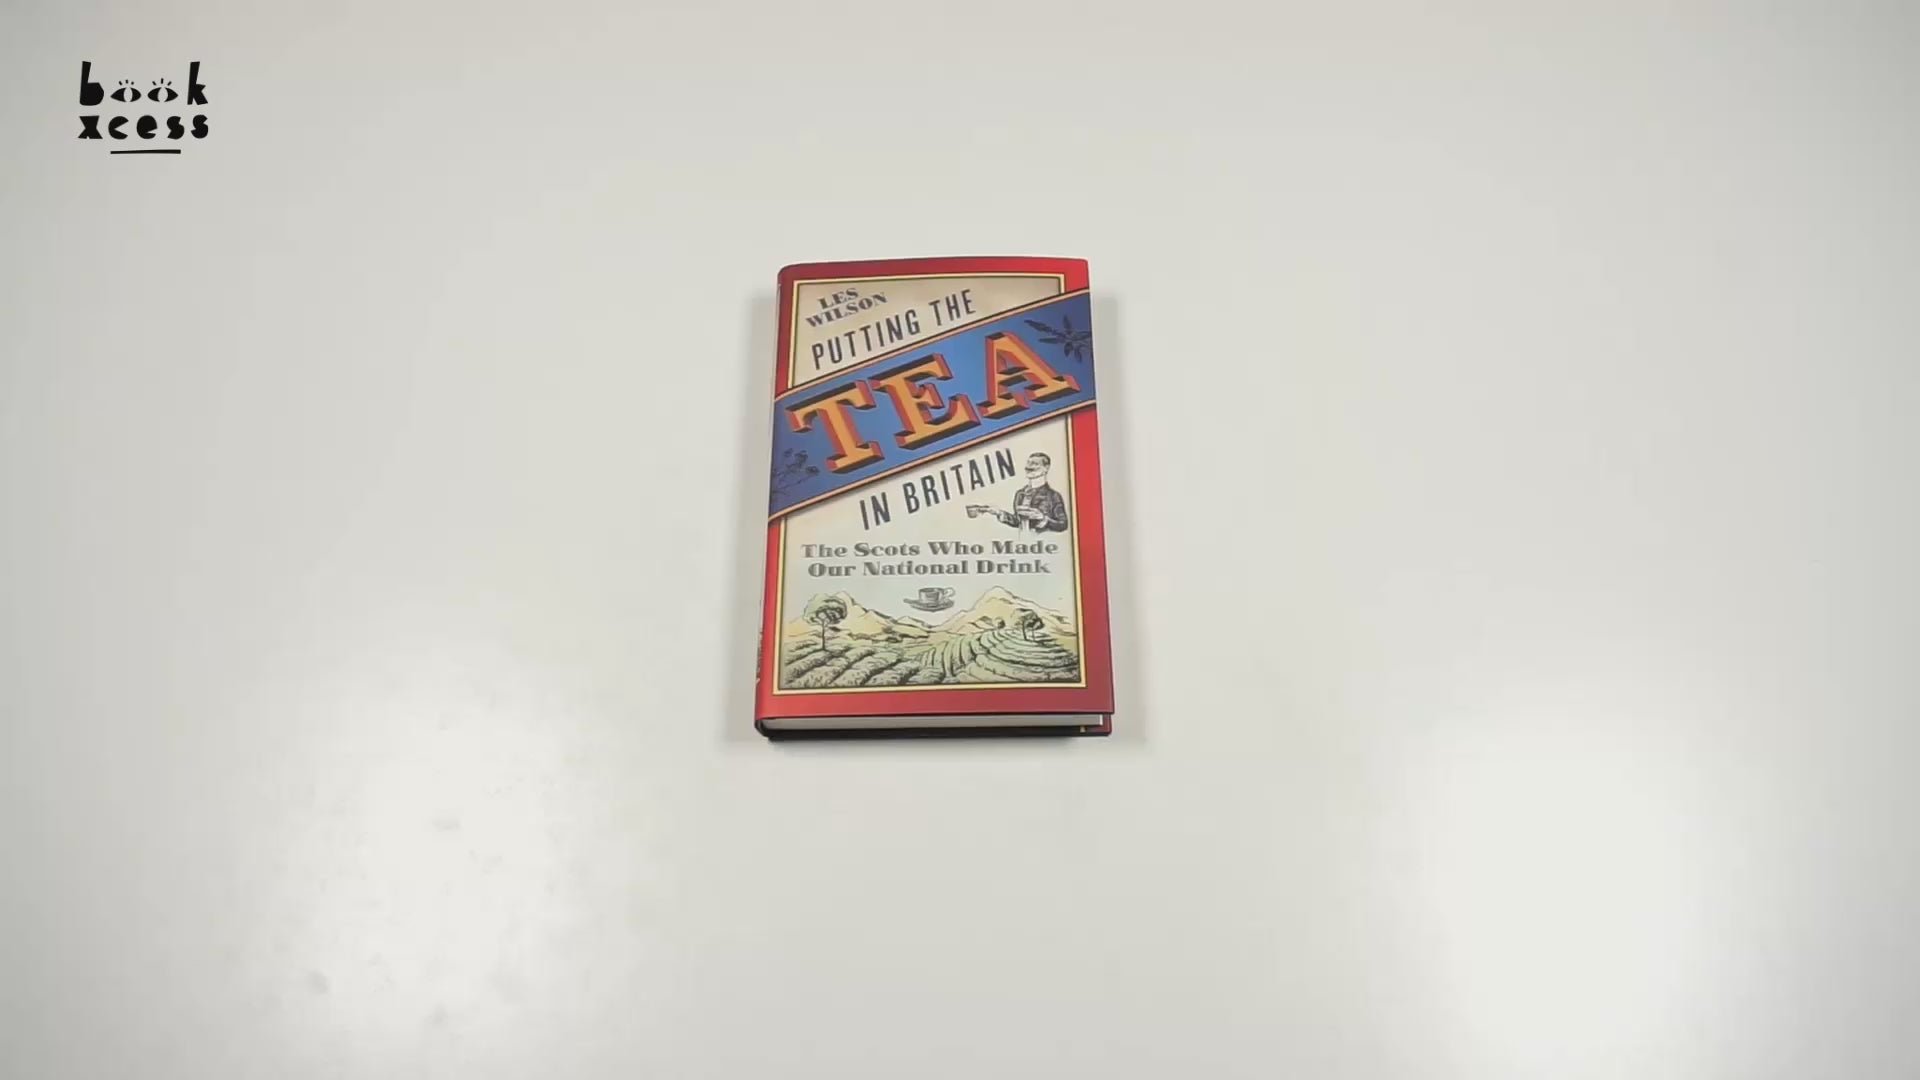 book
xcess
LES
WILSON
PUTTING THE
TEA
IN BRITAIN
The Scots Who Made
Our National Drink